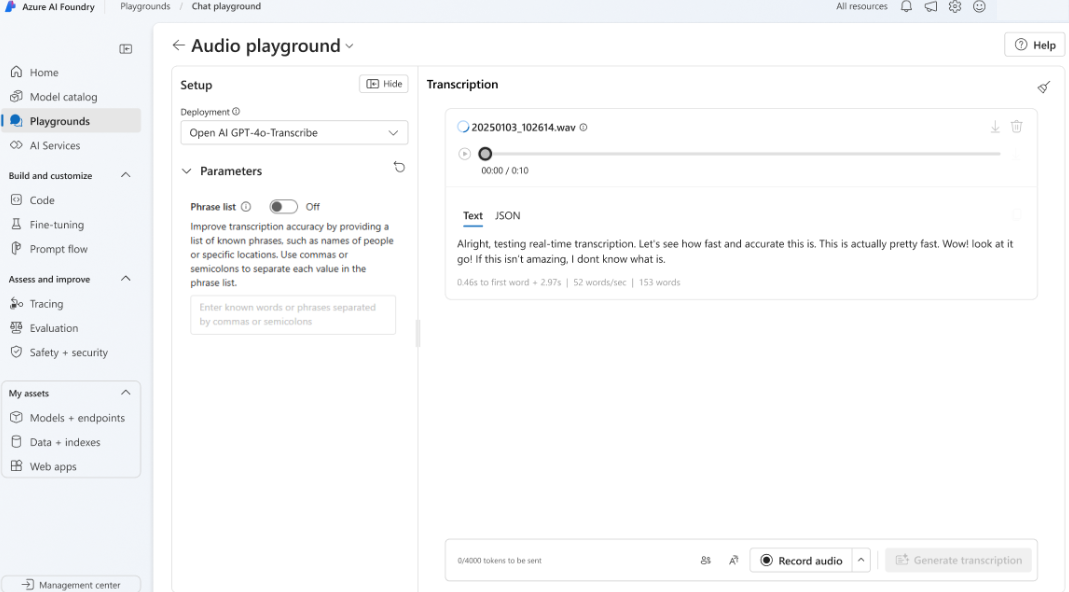 Azure AI Foundry
Playgrounds / Chat playground
All resources
Home
Model catalog
Playgrounds
AI Services
Build and customize
Code
Fine-tuning
Prompt flow
Assess and improve
Tracing
Evaluation
Safety + security
My assets
Models + endpoints
Data + indexes
Web apps
Management center
Audio playground
Help
Setup
Hide
Deployment
Open AI GPT-4o-Transcribe
Parameters
Phrase list
Off
Improve transcription accuracy by providing a
list of known phrases, such as names of people
or specific locations. Use commas or
semicolons to separate each value in the
phrase list.
Enter known words or phrases separated
by commas or semicolons
Transcription
20250103_102614.wav
00:00 / 0:10
Text JSON
Alright, testing real-time transcription. Let's see how fast and accurate this is. This is actually pretty fast. Wow! look at it
go! If this isn't amazing, I dont know what is.
0.46s to first word + 2.97s | 52 words/sec | 153 words
0/4000 tokens to be sent
Record audio
Generate transcription